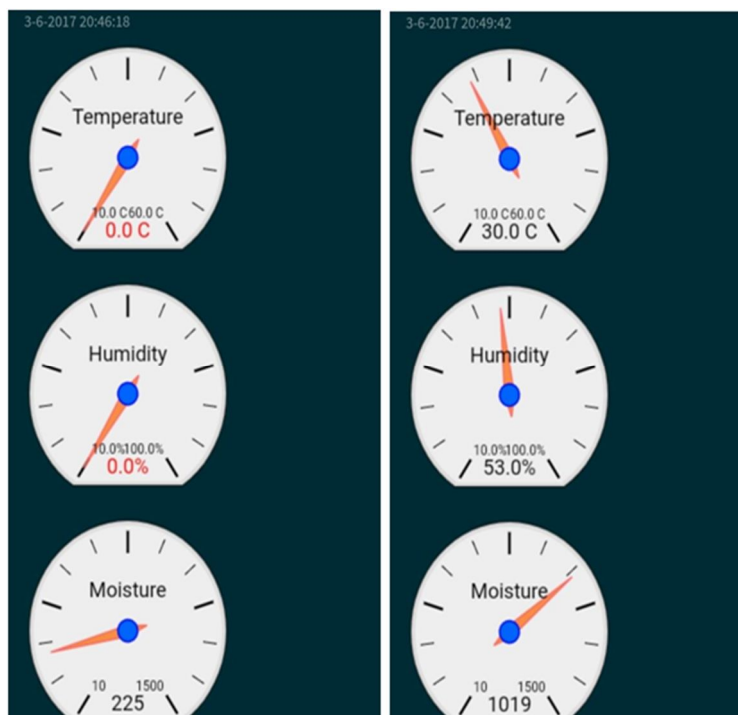 3-6-2017 20:46:18
Temperature
10.0 C60.0 C
0.0 C
Humidity
10.0%100.0%
0.0%
Moisture
10 1500
225
3-6-2017 20:49:42
Temperature
10.0 C60.0 C
30.0 C
Humidity
10.0%100.0%
53.0%
Moisture
10 1500
1019